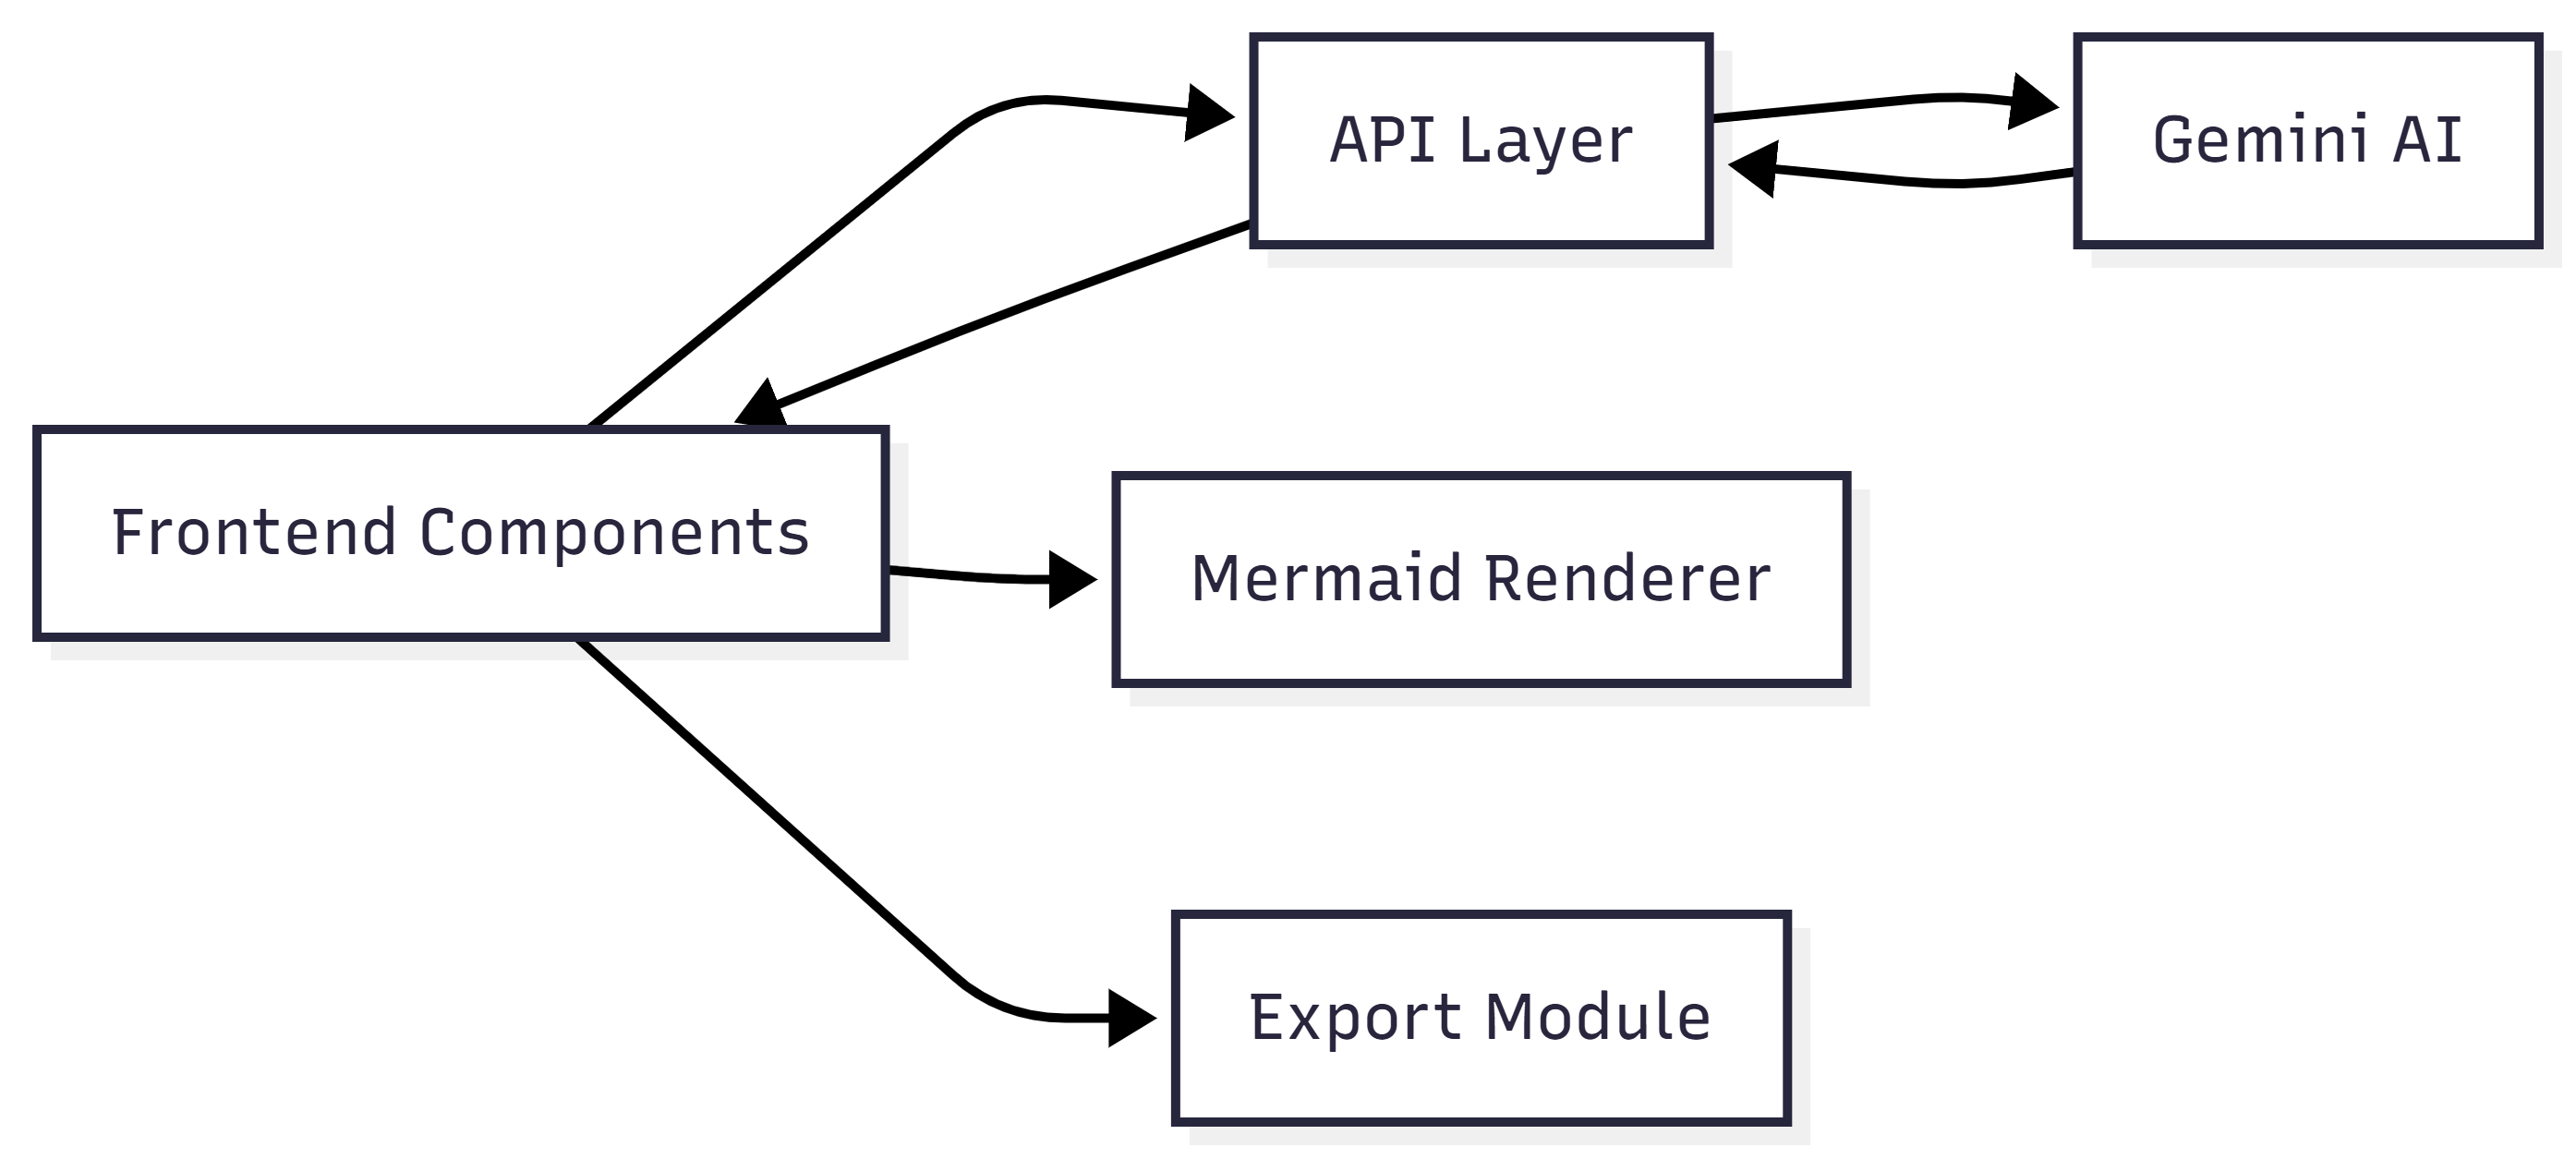 API Layer
Gemini AI
Frontend Components
Mermaid Renderer
Export Module